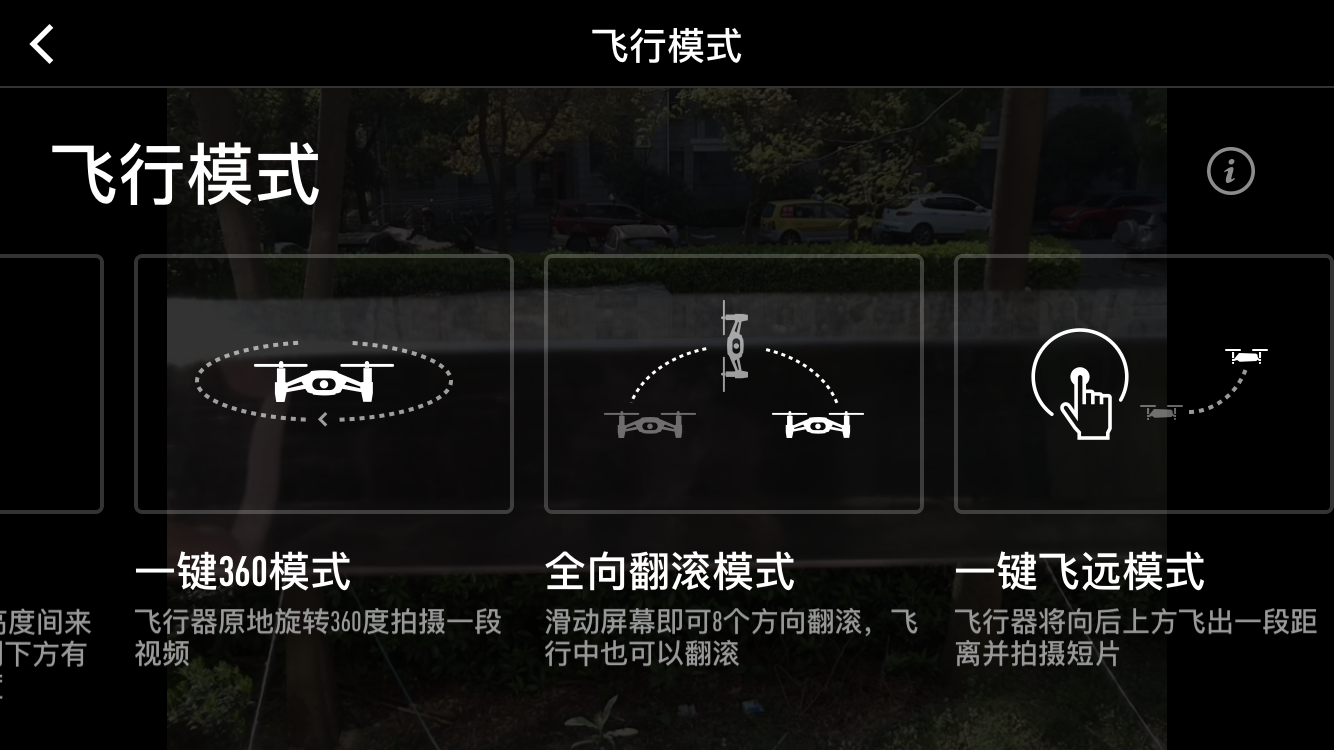 飞行模式
飞行模式
一键360模式
飞行器原地旋转360度拍摄一段
视频
全向翻滚模式
滑动屏幕即可8个方向翻滚，飞
行中也可以翻滚
一键飞远模式
飞行器将向后上方飞出一段距
离并拍摄短片
度间来
下方有